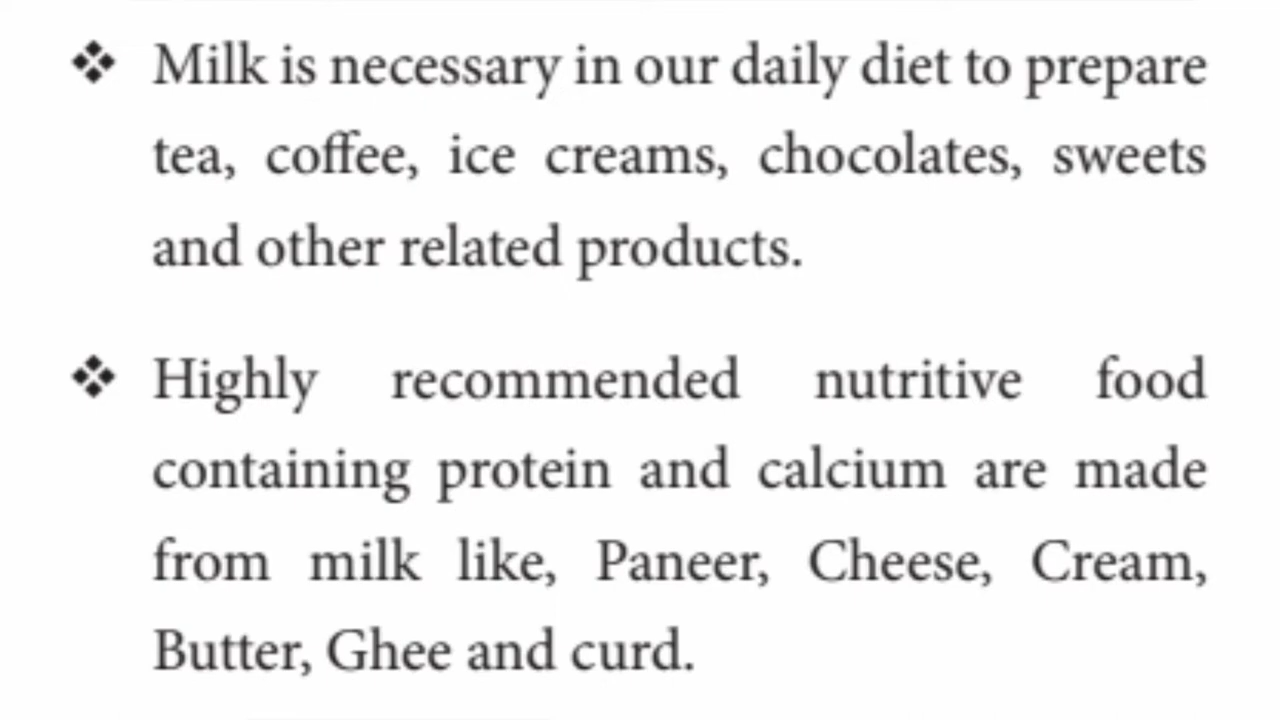 ❖ Milk is necessary in our daily diet to prepare
tea, coffee, ice creams, chocolates, sweets
and other related products.
❖ Highly recommended nutritive food
containing protein and calcium are made
from milk like, Paneer, Cheese, Cream,
Butter, Ghee and curd.